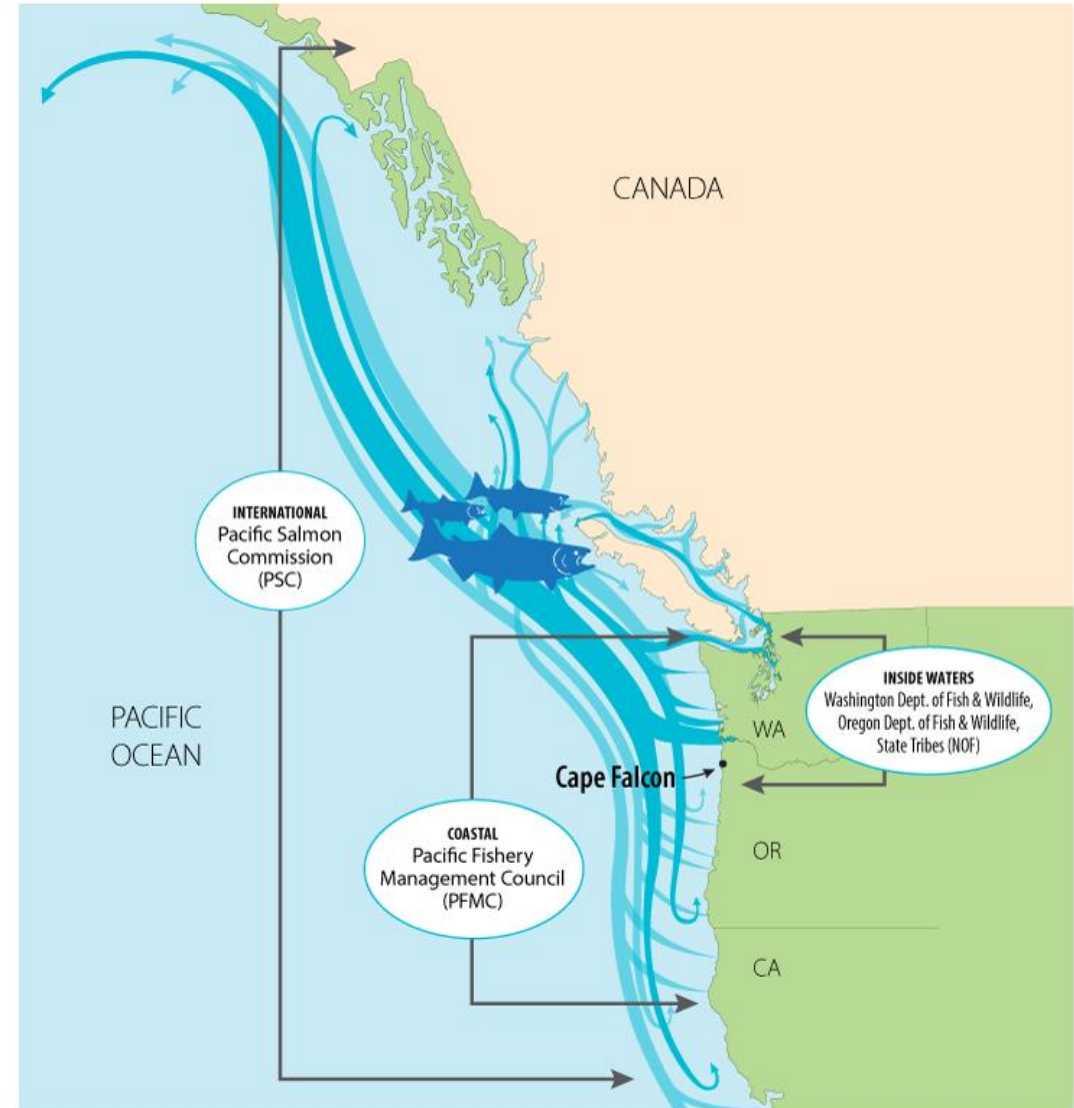 CANADA
INTERNATIONAL
Pacific Salmon
Commission
(PSC)
INSIDE WATERS
Washington Dept. of Fish & Wildlife,
Oregon Dept. of Fish & Wildlife,
State Tribes (NOF)
PACIFIC
OCEAN
WA
Cape Falcon
COASTAL
Pacific Fishery
Management Council
(PFMC)
OR
CA